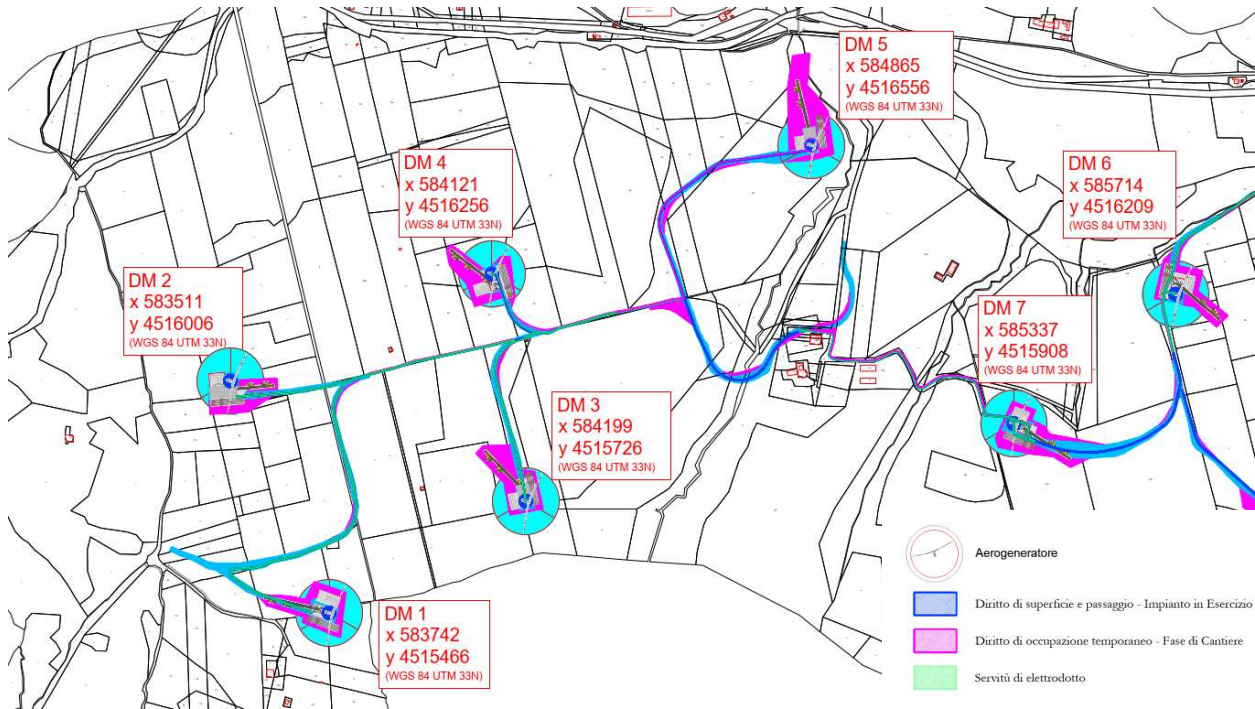 DM 5
x 584865
y 4516556
(WGS 84 UTM 33N)
DM 4
x 584121
y 4516256
(WGS 84 UTM 33N)
DM 6
x 585714
y 4516209
(WGS 84 UTM 33N)
DM 2
x 583511
y 4516006
(WGS 84 UTM 33N)
DM 7
x 585337
y 4515908
(WGS 84 UTM 33N)
DM 3
x 584199
y 4515726
(WGS 84 UTM 33N)
DM 1
x 583742
y 4515466
(WGS 84 UTM 33N)
Aerogeneratore
Diritto di superficie e passaggio - Impianto in Esercizio
Diritto di occupazione temporaneo - Fase di Cantiere
Servitù di elettrodotto